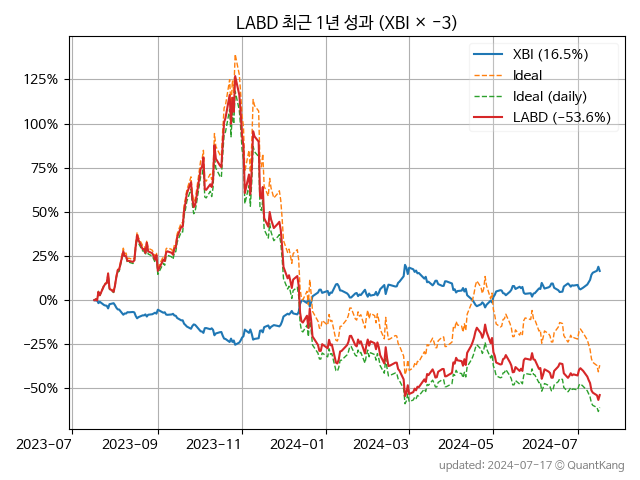 LABD 최근 1년 성과 (XBI × −3)
XBI (16.5%)
Ideal
Ideal (daily)
LABD (−53.6%)
125%
100%
75%
50%
25%
0%
−25%
−50%
2023-07
2023-09
2023-11
2024-01
2024-03
2024-05
2024-07
updated: 2024-07-17 © QuantKang